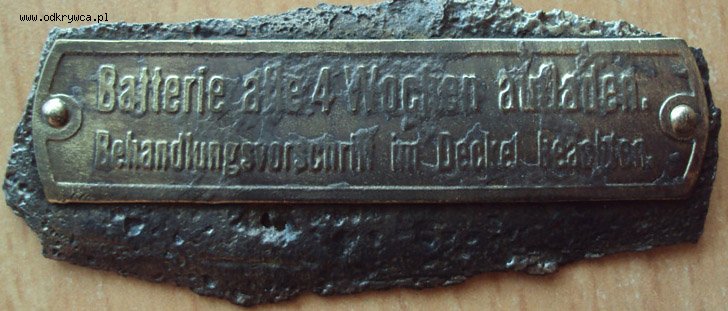 www.odkrywca.pl
Batterie alle 4 Wochen aufladen.
Behandlungsvorschrift im Deckel beachten.